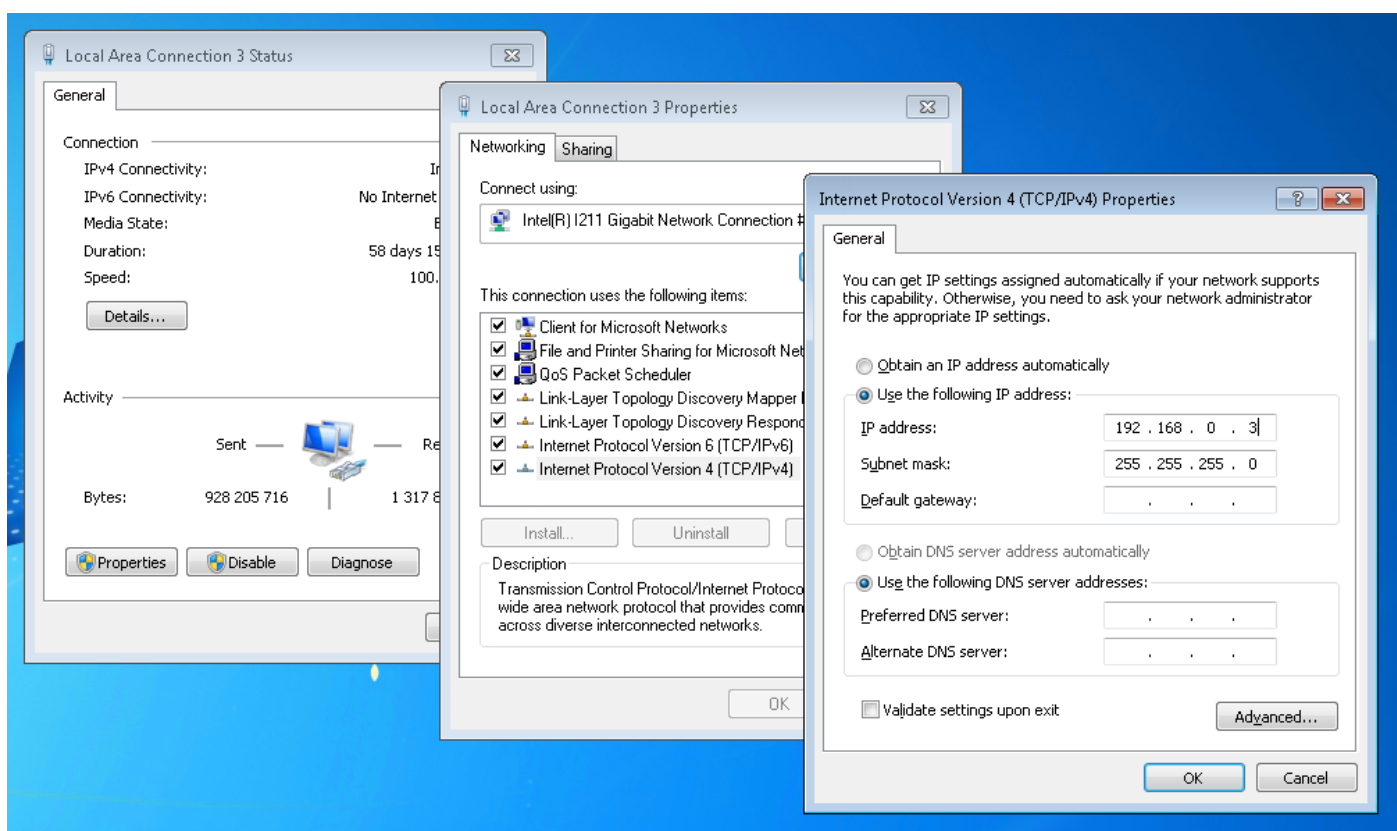 Local Area Connection 3 Status
General
Connection
IPv4 Connectivity:
IPv6 Connectivity: No Internet
Media State:
Duration: 58 days 15
Speed: 100.
Details...
Activity
Sent
Bytes: 928 205 716 1 317 8
Properties Disable Diagnose
Local Area Connection 3 Properties
Networking Sharing
Connect using:
Intel(R) I211 Gigabit Network Connection #
This connection uses the following items:
Client for Microsoft Networks
File and Printer Sharing for Microsoft Net
QoS Packet Scheduler
Link-Layer Topology Discovery Mapper
Link-Layer Topology Discovery Respond
Internet Protocol Version 6 (TCP/IPv6)
Internet Protocol Version 4 (TCP/IPv4)
Install... Uninstall
Description
Transmission Control Protocol/Internet Protoco
wide area network protocol that provides comm
across diverse interconnected networks.
OK
Internet Protocol Version 4 (TCP/IPv4) Properties
General
You can get IP settings assigned automatically if your network supports
this capability. Otherwise, you need to ask your network administrator
for the appropriate IP settings.
Obtain an IP address automatically
Use the following IP address:
IP address: 192 . 168 . 0 . 3
Subnet mask: 255 . 255 . 255 . 0
Default gateway: . . .
Obtain DNS server address automatically
Use the following DNS server addresses:
Preferred DNS server: . . .
Alternate DNS server: . . .
Validate settings upon exit
Advanced...
OK Cancel